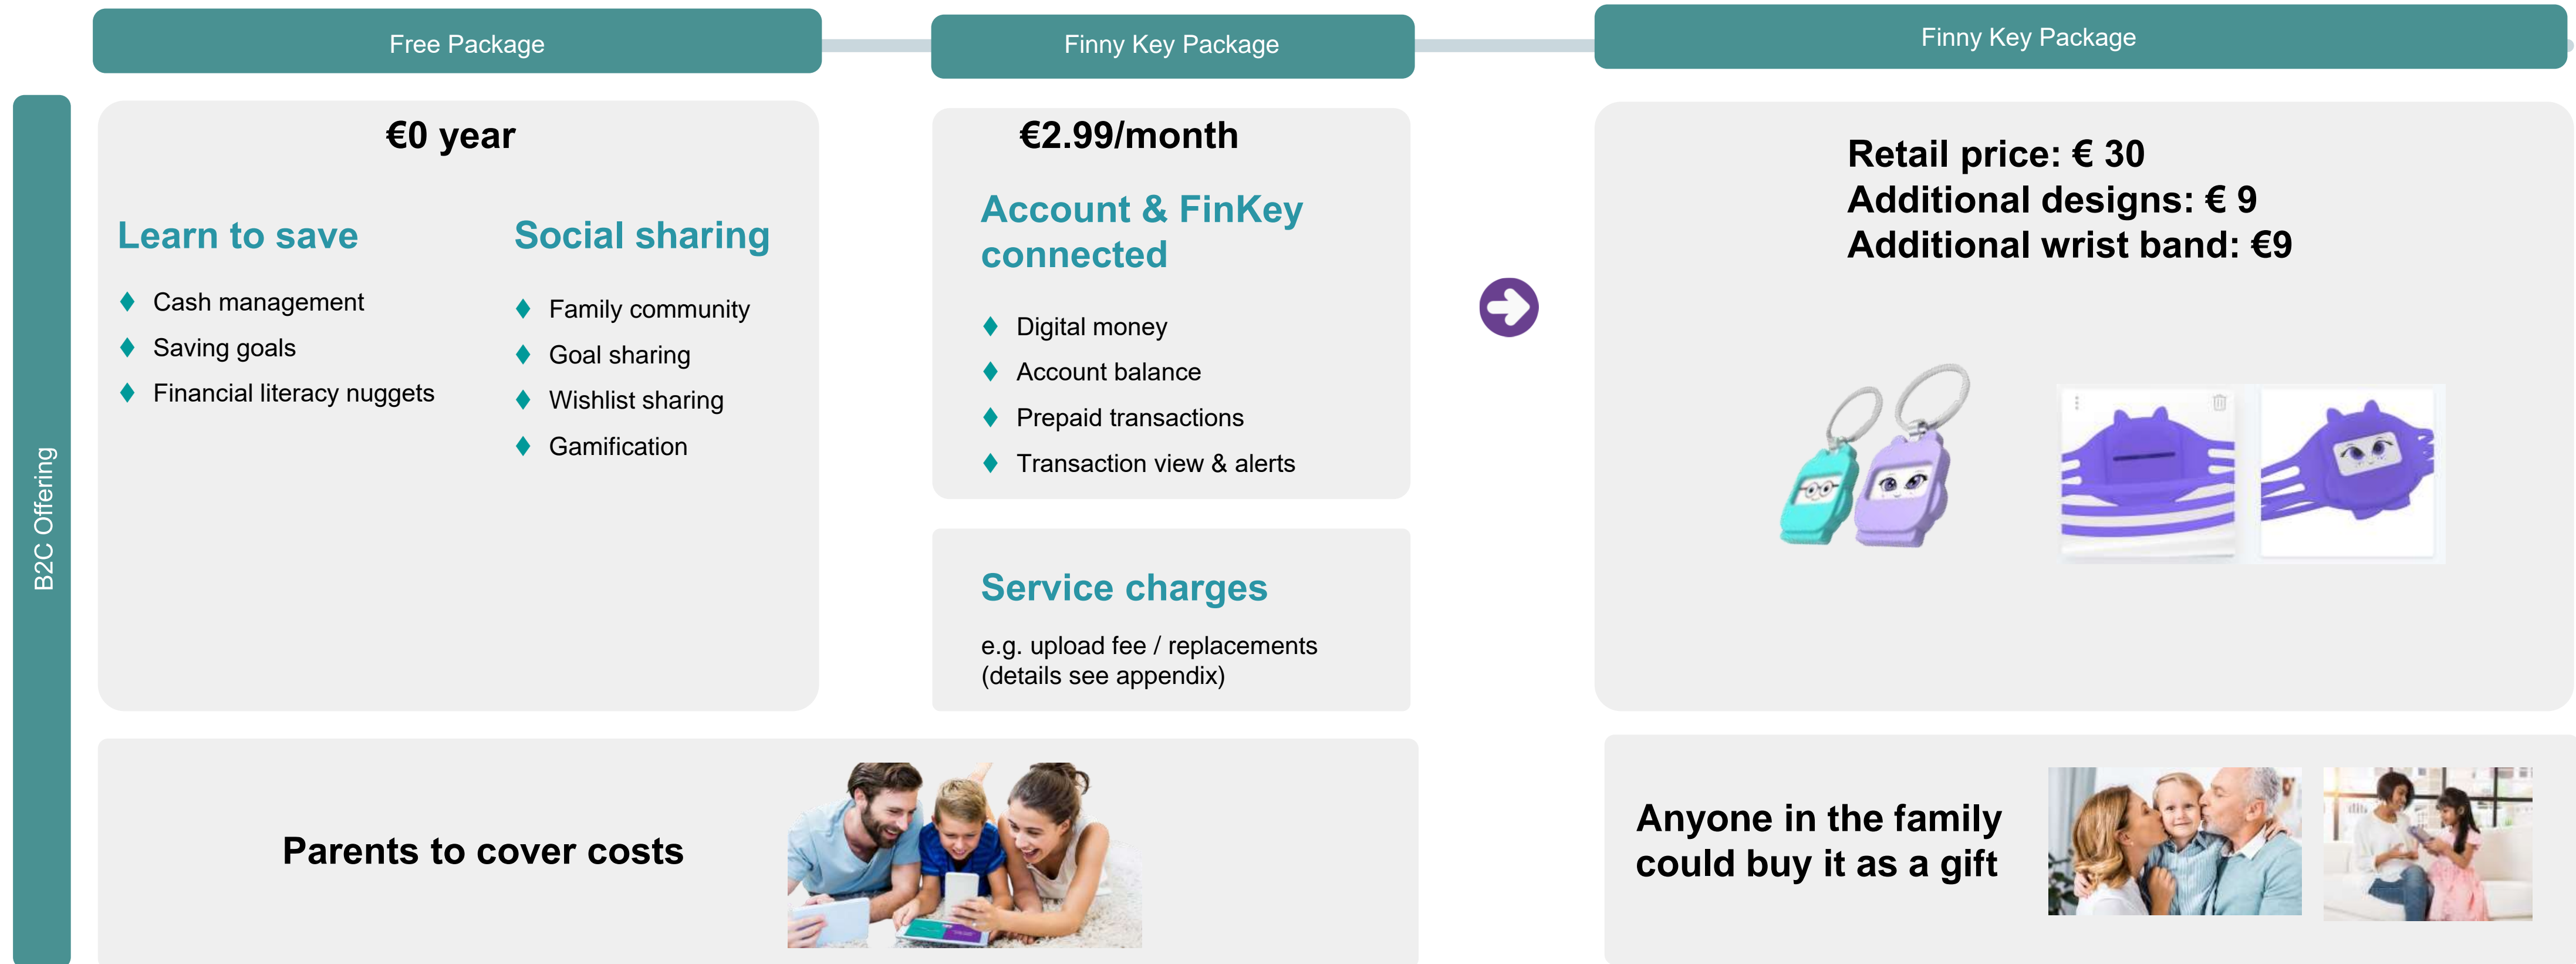 Free Package
Finny Key Package
Finny Key Package
B2C Offering
€0 year
Learn to save
Cash management
Saving goals
Financial literacy nuggets
Social sharing
Family community
Goal sharing
Wishlist sharing
Gamification
€2.99/month
Account & FinKey
connected
Digital money
Account balance
Prepaid transactions
Transaction view & alerts
Service charges
e.g. upload fee / replacements
(details see appendix)
Retail price: € 30
Additional designs: € 9
Additional wrist band: €9
Parents to cover costs
Anyone in the family
could buy it as a gift